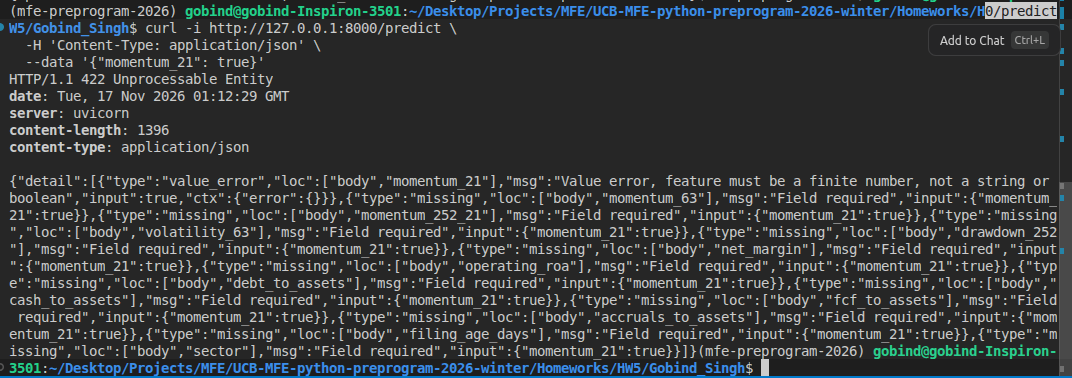 (mfe-preprogram-2026) gobind@gobind-Inspiron-3501:~/Desktop/Projects/MFE/UCB-MFE-python-preprogram-2026-winter/Homeworks/H0/predict
W5/Gobind_Singh$ curl -i http://127.0.0.1:8000/predict \
Add to Chat Ctrl+L
-H 'Content-Type: application/json' \
--data '{"momentum_21": true}'
HTTP/1.1 422 Unprocessable Entity
date: Tue, 17 Nov 2026 01:12:29 GMT
server: uvicorn
content-length: 1396
content-type: application/json
{"detail":[{"type":"value_error","loc":["body","momentum_21"],"msg":"Value error, feature must be a finite number, not a string or
boolean","input":true,"ctx":{"error":{}}},{"type":"missing","loc":["body","momentum_63"],"msg":"Field required","input":{"momentum_
21":true}},{"type":"missing","loc":["body","momentum_252_21"],"msg":"Field required","input":{"momentum_21":true}},{"type":"missing
","loc":["body","volatility_63"],"msg":"Field required","input":{"momentum_21":true}},{"type":"missing","loc":["body","drawdown_252
"],"msg":"Field required","input":{"momentum_21":true}},{"type":"missing","loc":["body","net_margin"],"msg":"Field required","input
":{"momentum_21":true}},{"type":"missing","loc":["body","operating_roa"],"msg":"Field required","input":{"momentum_21":true}},{"typ
e":"missing","loc":["body","debt_to_assets"],"msg":"Field required","input":{"momentum_21":true}},{"type":"missing","loc":["body","
cash_to_assets"],"msg":"Field required","input":{"momentum_21":true}},{"type":"missing","loc":["body","fcf_to_assets"],"msg":"Field
required","input":{"momentum_21":true}},{"type":"missing","loc":["body","accruals_to_assets"],"msg":"Field required","input":{"mom
entum_21":true}},{"type":"missing","loc":["body","filing_age_days"],"msg":"Field required","input":{"momentum_21":true}},{"type":"m
issing","loc":["body","sector"],"msg":"Field required","input":{"momentum_21":true}}]}(mfe-preprogram-2026) gobind@gobind-Inspiron-
3501:~/Desktop/Projects/MFE/UCB-MFE-python-preprogram-2026-winter/Homeworks/HW5/Gobind_Singh$